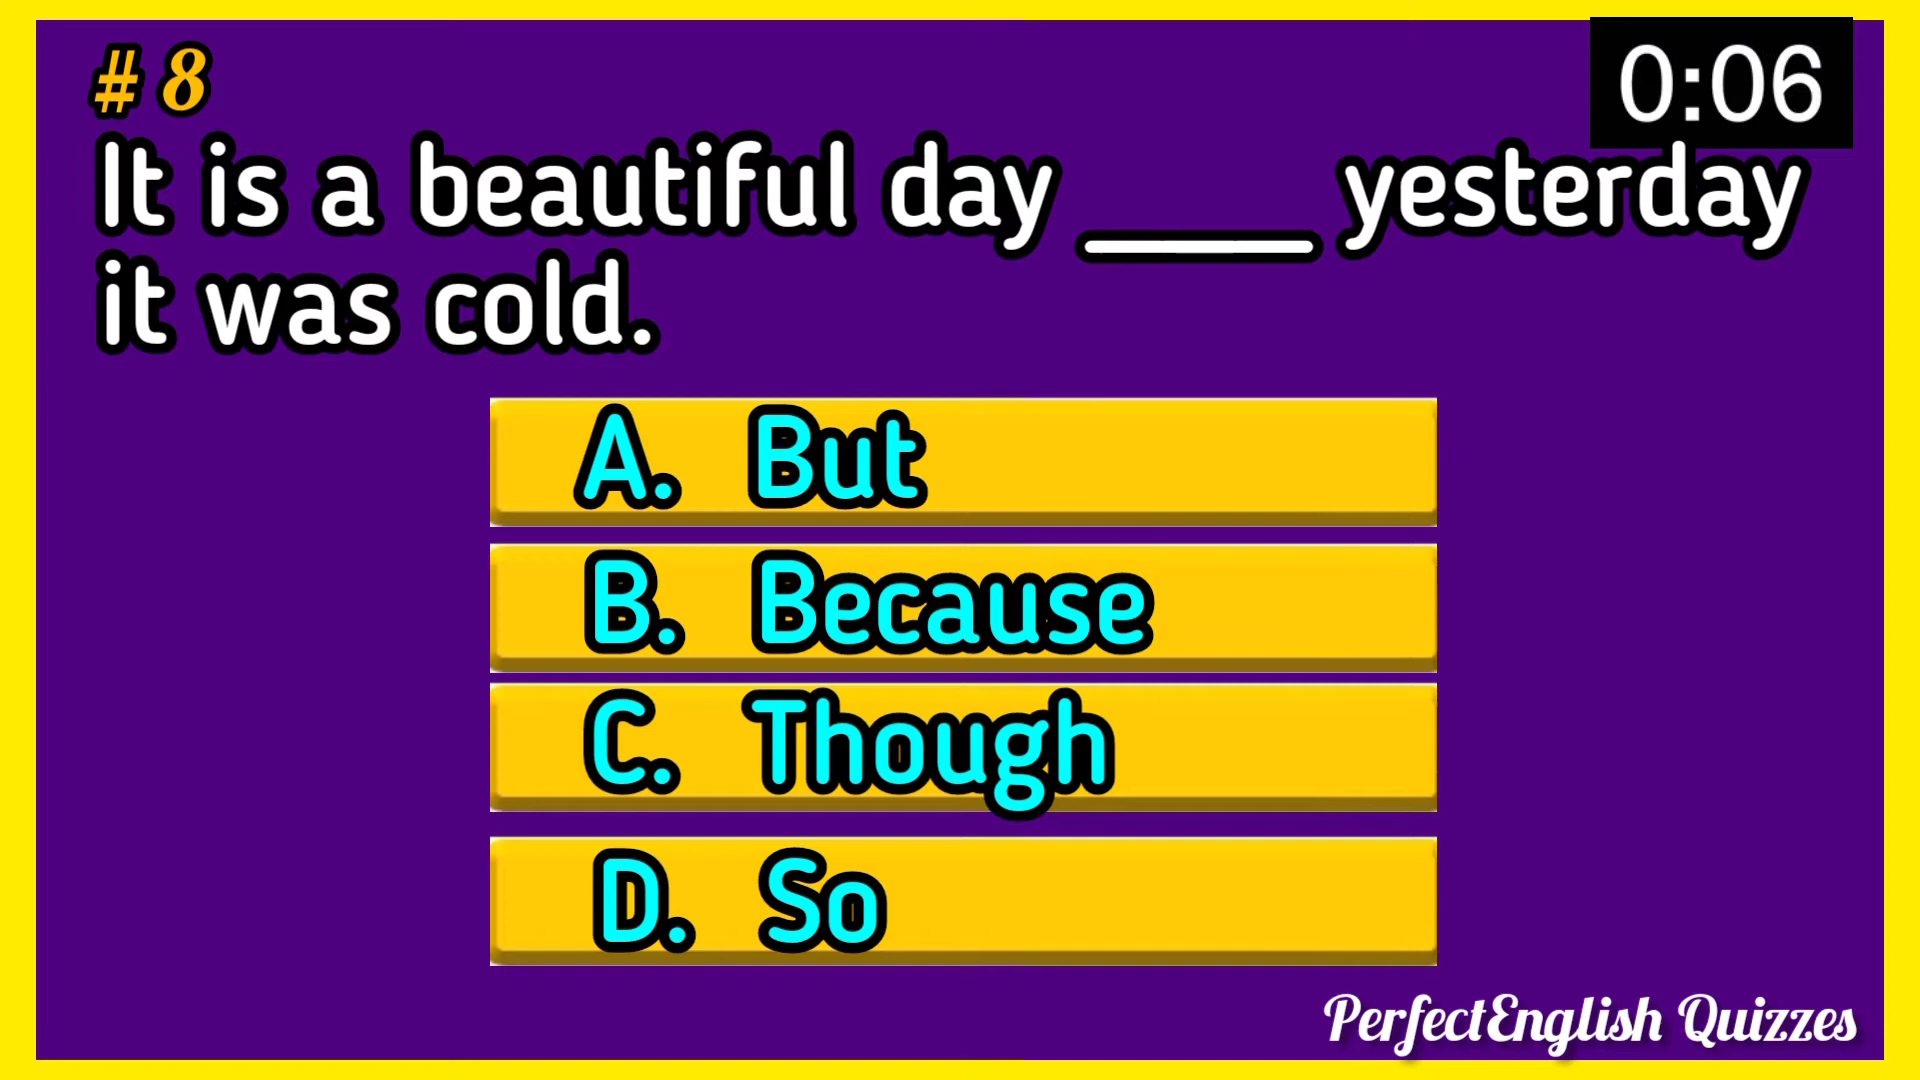 # 8
0:06
It is a beautiful day ____ yesterday
it was cold.
A. But
B. Because
C. Though
D. So
PerfectEnglish Quizzes